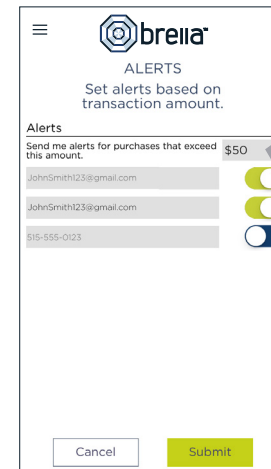 brella™
ALERTS
Set alerts based on
transaction amount.
Alerts
Send me alerts for purchases that exceed
this amount.
$50
JohnSmith123@gmail.com
JohnSmith123@gmail.com
515-555-0123
Cancel
Submit